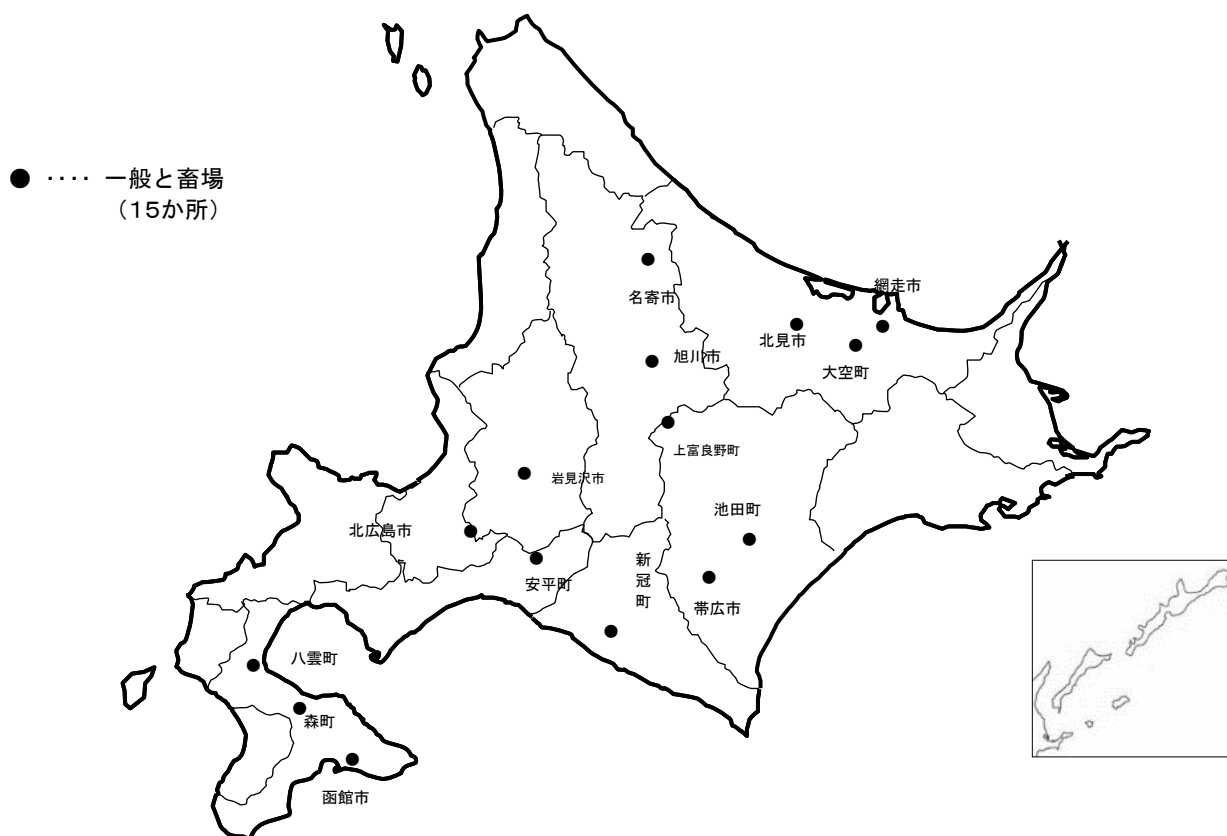 ● ‥‥ 一般と畜場
（15か所）
網走市
名寄市
北見市
旭川市
大空町
上富良野町
岩見沢市
池田町
北広島市
新冠町
安平町
帯広市
八雲町
森町
函館市